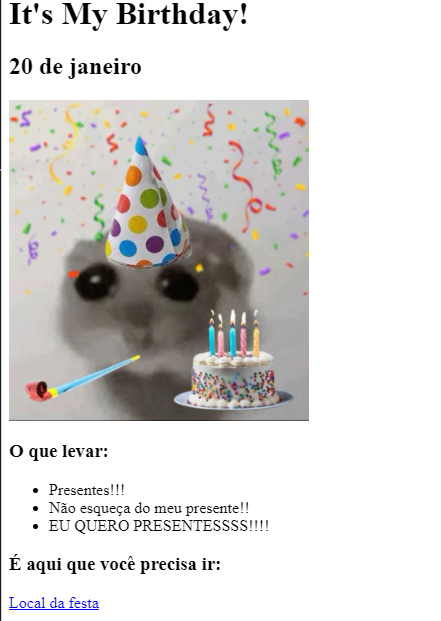 It's My Birthday!
20 de janeiro
O que levar:
Presentes!!!
Não esqueça do meu presente!!
EU QUERO PRESENTESSSS!!!!
É aqui que você precisa ir:
Local da festa